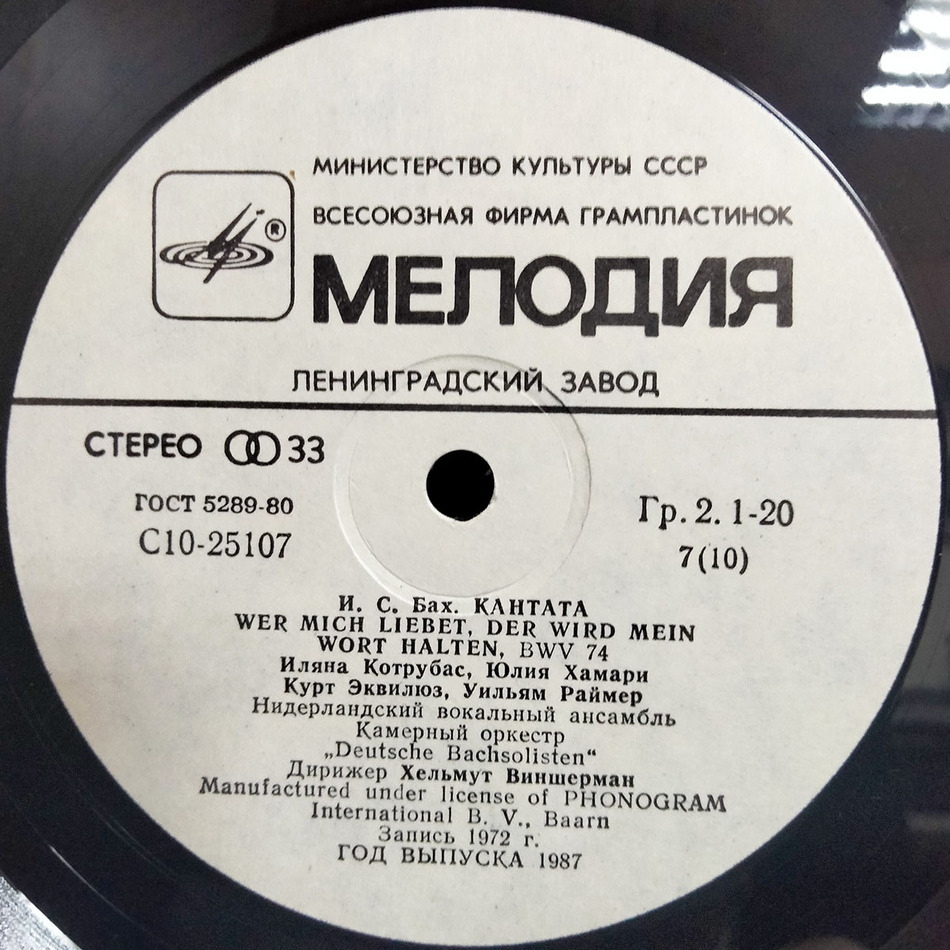 МИНИСТЕРСТВО КУЛЬТУРЫ СССР
ВСЕСОЮЗНАЯ ФИРМА ГРАМПЛАСТИНОК
®
МЕЛОДИЯ
ЛЕНИНГРАДСКИЙ ЗАВОД
СТЕРЕО 33
ГОСТ 5289-80
С10-25107
Гр. 2. 1-20
7(10)
И. С. Бах. КАНТАТА
WER MICH LIEBET, DER WIRD MEIN
WORT HALTEN, BWV 74
Иляна Котрубас, Юлия Хамари
Курт Эквилюз, Уильям Раймер
Нидерландский вокальный ансамбль
Камерный оркестр
„Deutsche Bachsolisten“
Дирижер Хельмут Виншерман
Manufactured under license of PHONOGRAM
International B. V., Baarn
Запись 1972 г.
ГОД ВЫПУСКА 1987